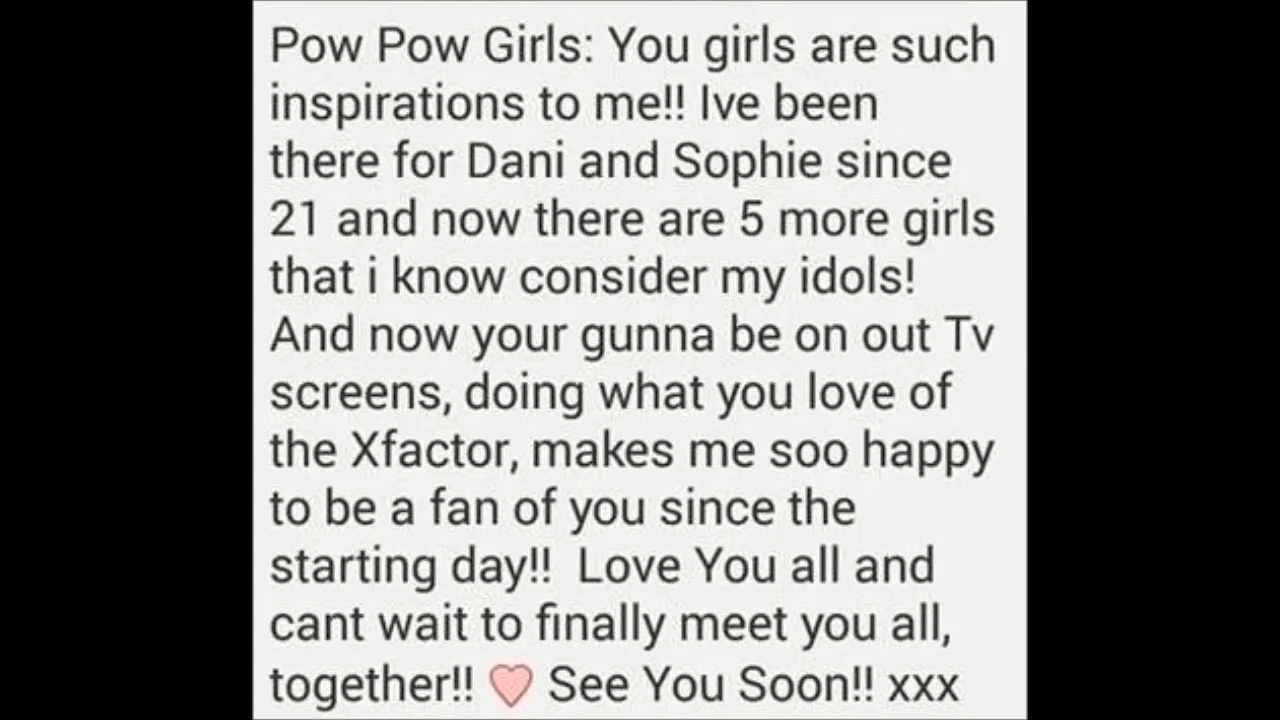 Pow Pow Girls: You girls are such
inspirations to me!! Ive been
there for Dani and Sophie since
21 and now there are 5 more girls
that i know consider my idols!
And now your gunna be on out Tv
screens, doing what you love of
the Xfactor, makes me soo happy
to be a fan of you since the
starting day!!  Love You all and
cant wait to finally meet you all,
together!! 💗 See You Soon!! xxx